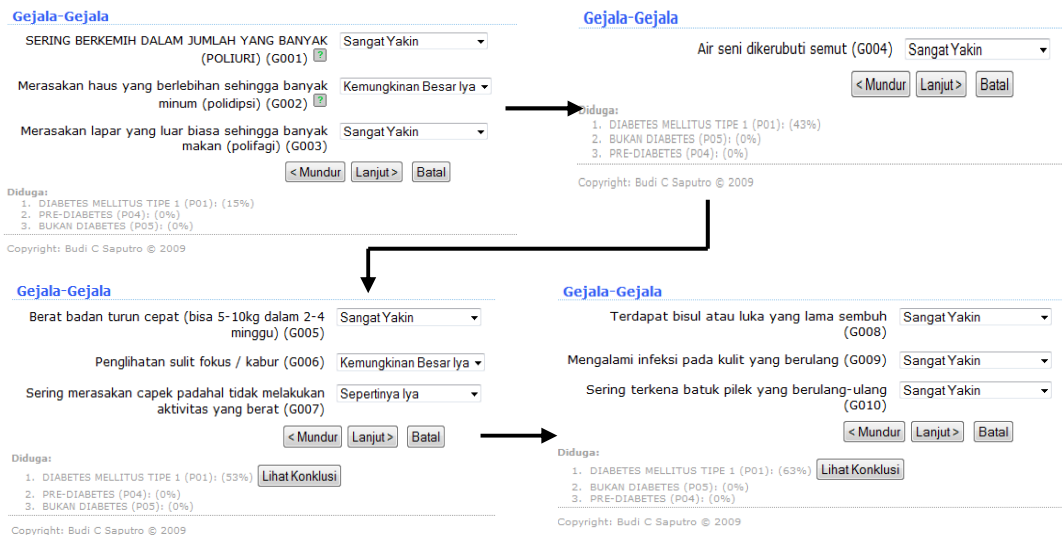 Gejala-Gejala
SERING BERKEMIH DALAM JUMLAH YANG BANYAK Sangat Yakin
(POLIURI) (G001) ?
Merasakan haus yang berlebihan sehingga banyak Kemungkinan Besar Iya
minum (polidipsi) (G002) ?
Merasakan lapar yang luar biasa sehingga banyak Sangat Yakin
makan (polifagi) (G003)
< Mundur Lanjut > Batal
Diduga:
1. DIABETES MELLITUS TIPE 1 (P01): (15%)
2. PRE-DIABETES (P04): (0%)
3. BUKAN DIABETES (P05): (0%)
Copyright: Budi C Saputro © 2009
Gejala-Gejala
Air seni dikerubuti semut (G004) Sangat Yakin
< Mundur Lanjut > Batal
Diduga:
1. DIABETES MELLITUS TIPE 1 (P01): (43%)
2. BUKAN DIABETES (P05): (0%)
3. PRE-DIABETES (P04): (0%)
Copyright: Budi C Saputro © 2009
Gejala-Gejala
Berat badan turun cepat (bisa 5-10kg dalam 2-4 Sangat Yakin
minggu) (G005)
Penglihatan sulit fokus / kabur (G006) Kemungkinan Besar Iya
Sering merasakan capek padahal tidak melakukan Sepertinya Iya
aktivitas yang berat (G007)
< Mundur Lanjut > Batal
Diduga:
1. DIABETES MELLITUS TIPE 1 (P01): (53%) Lihat Konklusi
2. PRE-DIABETES (P04): (0%)
3. BUKAN DIABETES (P05): (0%)
Copyright: Budi C Saputro © 2009
Gejala-Gejala
Terdapat bisul atau luka yang lama sembuh Sangat Yakin
(G008)
Mengalami infeksi pada kulit yang berulang (G009) Sangat Yakin
Sering terkena batuk pilek yang berulang-ulang Sangat Yakin
(G010)
< Mundur Lanjut > Batal
Diduga:
1. DIABETES MELLITUS TIPE 1 (P01): (63%) Lihat Konklusi
2. BUKAN DIABETES (P05): (0%)
3. PRE-DIABETES (P04): (0%)
Copyright: Budi C Saputro © 2009